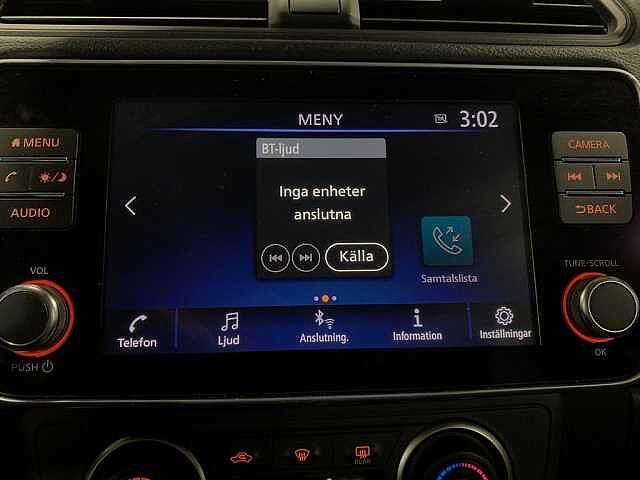 MENY
3:02
MENU
AUDIO
VOL
PUSH
BT-ljud
Inga enheter
anslutna
Källa
Samtalslista
Telefon
Ljud
Anslutning.
Information
Inställningar
CAMERA
BACK
TUNE·SCROLL
OK
REAR